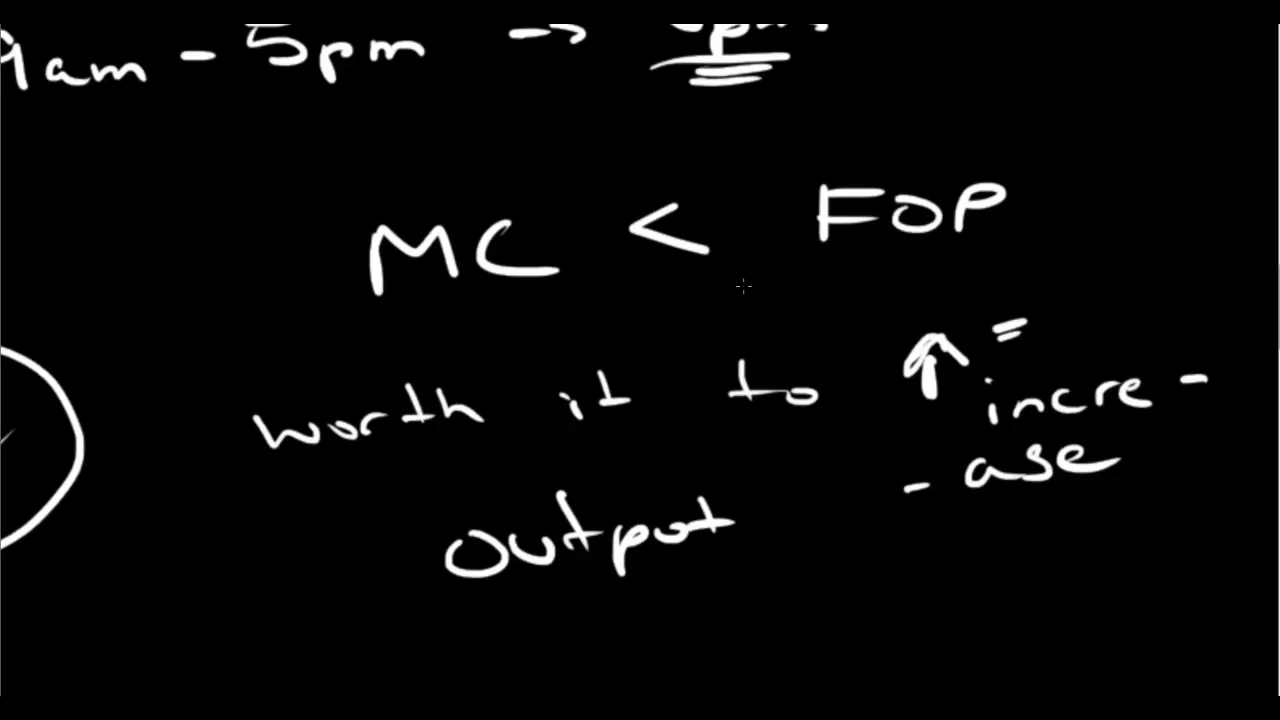 9am - 5pm →
MC < FOP
worth it to ↑ = incre -
- ase
output